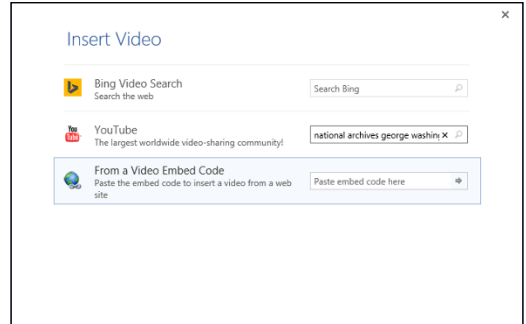 Insert Video
Bing Video Search
Search the web
Search Bing
You
Tube
YouTube
The largest worldwide video-sharing community!
national archives george washing
From a Video Embed Code
Paste the embed code to insert a video from a web
site
Paste embed code here